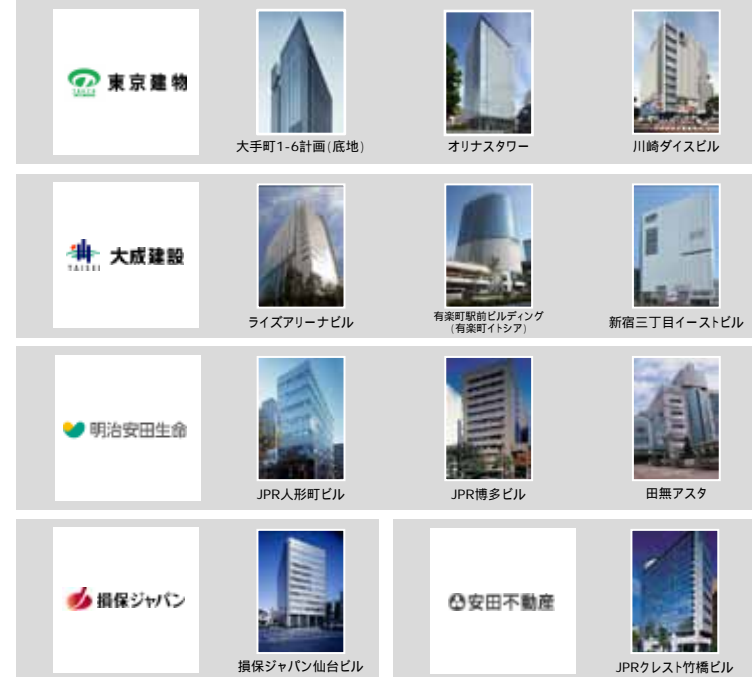 東京建物
大手町1-6計画(底地)
オリナスタワー
川崎ダイスビル
TAISEI
大成建設
ライズアリーナビル
有楽町駅前ビルディング
(有楽町イトシア)
新宿三丁目イーストビル
明治安田生命
JPR人形町ビル
JPR博多ビル
田無アスタ
損保ジャパン
損保ジャパン仙台ビル
安田不動産
JPRクレスト竹橋ビル